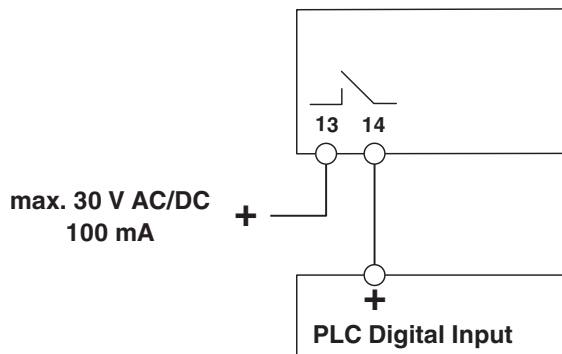 13 14
max. 30 V AC/DC
100 mA
+
+
PLC Digital Input